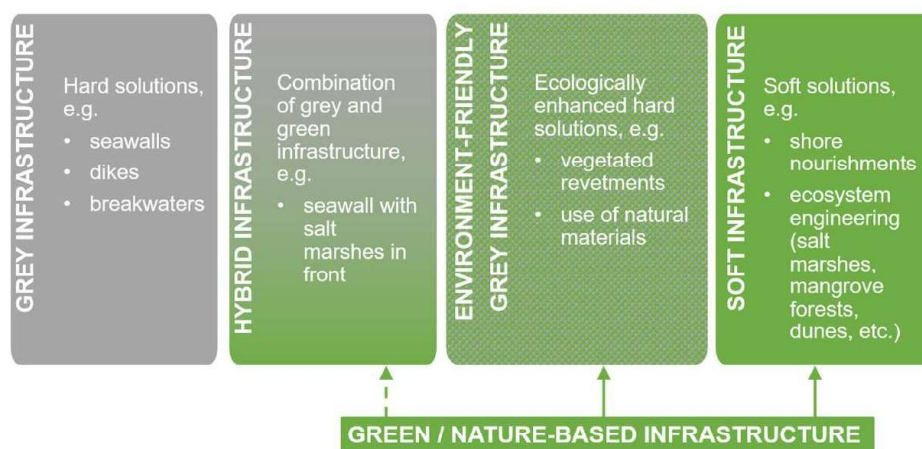 GREY INFRASTRUCTURE
Hard solutions,
e.g.
• seawalls
• dikes
• breakwaters
HYBRID INFRASTRUCTURE
Combination
of grey and
green
infrastructure,
e.g.
• seawall with
salt
marshes in
front
ENVIRONMENT-FRIENDLY
GREY INFRASTRUCTURE
Ecologically
enhanced hard
solutions, e.g.
• vegetated
revetments
• use of natural
materials
SOFT INFRASTRUCTURE
Soft solutions,
e.g.
• shore
nourishments
• ecosystem
engineering
(salt
marshes,
mangrove
forests,
dunes, etc.)
GREEN / NATURE-BASED INFRASTRUCTURE